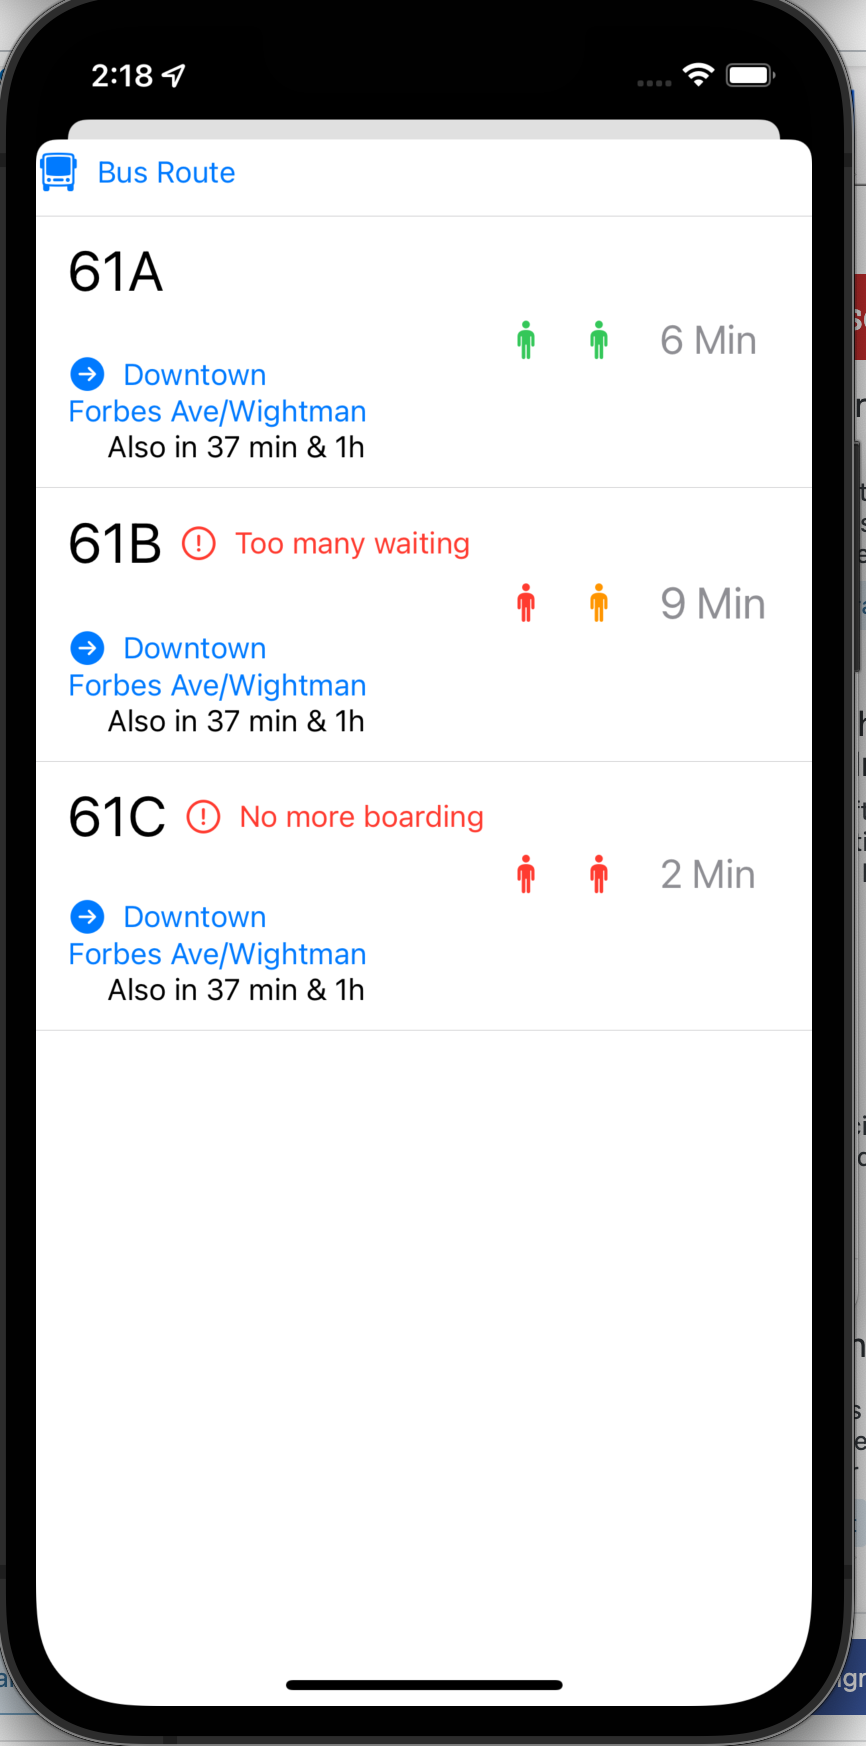 2:18
Bus Route
61A
6 Min
Downtown
Forbes Ave/Wightman
Also in 37 min & 1h
61B Too many waiting
9 Min
Downtown
Forbes Ave/Wightman
Also in 37 min & 1h
61C No more boarding
2 Min
Downtown
Forbes Ave/Wightman
Also in 37 min & 1h